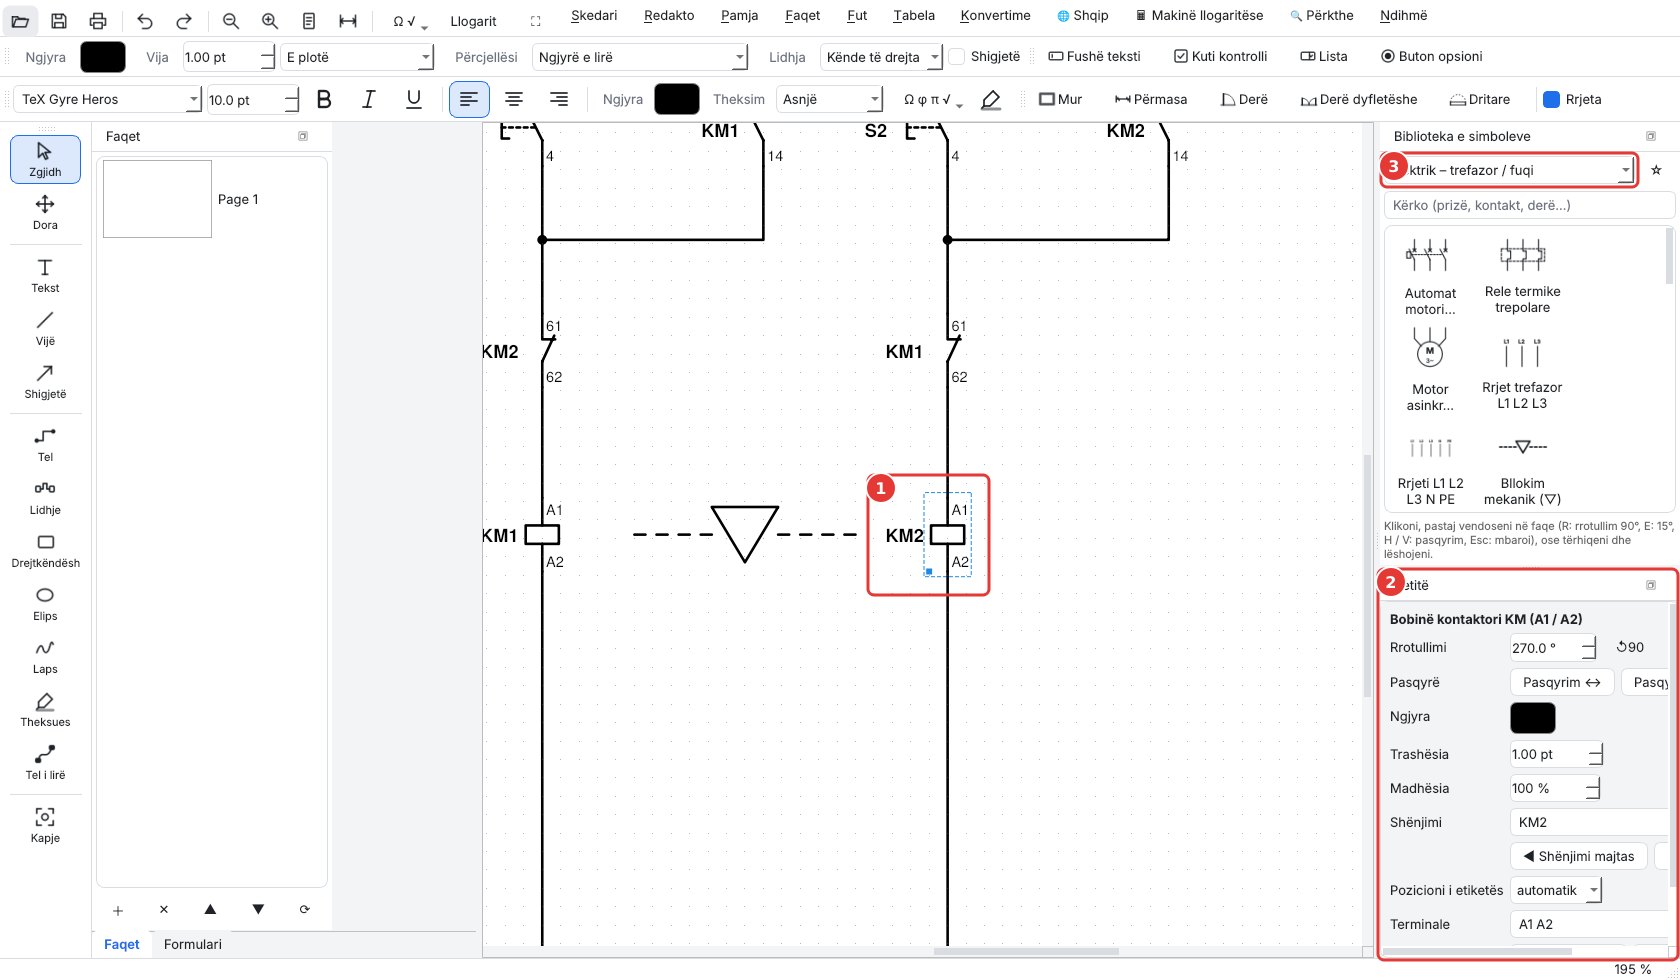 Ω √
Llogarit
Skedari
Redakto
Pamja
Faqet
Fut
Tabela
Konvertime
Shqip
Makinë llogaritëse
Përkthe
Ndihmë
Ngjyra
Vija
1.00 pt
E plotë
Përcjellësi
Ngjyrë e lirë
Lidhja
Kënde të drejta
Shigjetë
Fushë teksti
Kuti kontrolli
Lista
Buton opsioni
TeX Gyre Heros
10.0 pt
B
I
U
Ngjyra
Theksim
Asnjë
Ω φ π √
Mur
Përmasa
Derë
Derë dyfletëshe
Dritare
Rrjeta
Zgjidh
Dora
Tekst
Vijë
Shigjetë
Tel
Lidhje
Drejtkëndësh
Elips
Laps
Theksues
Tel i lirë
Kapje
Faqet
Page 1
Faqet
Formulari
KM1
S2
KM2
4
14
4
14
61
KM2
62
61
KM1
62
A1
KM1
A2
1
A1
KM2
A2
Biblioteka e simboleve
3
ktrik – trefazor / fuqi
Kërko (prizë, kontakt, derë...)
Automat
motori...
Rele termike
trepolare
M
3~
Motor
asinkr...
L1 L2 L3
Rrjet trefazor
L1 L2 L3
Rrjeti L1 L2
L3 N PE
Bllokim
mekanik (▽)
Klikoni, pastaj vendoseni në faqe (R: rrotullim 90°, E: 15°,
H / V: pasqyrim, Esc: mbaroi), ose tërhiqeni dhe
lëshojeni.
2
etitë
Bobinë kontaktori KM (A1 / A2)
Rrotullimi
270.0 °
↺90
Pasqyrë
Pasqyrim ↔
Pasqy
Ngjyra
Trashësia
1.00 pt
Madhësia
100 %
Shënjimi
KM2
◀ Shënjimi majtas
Pozicioni i etiketës
automatik
Terminale
A1 A2
195 %